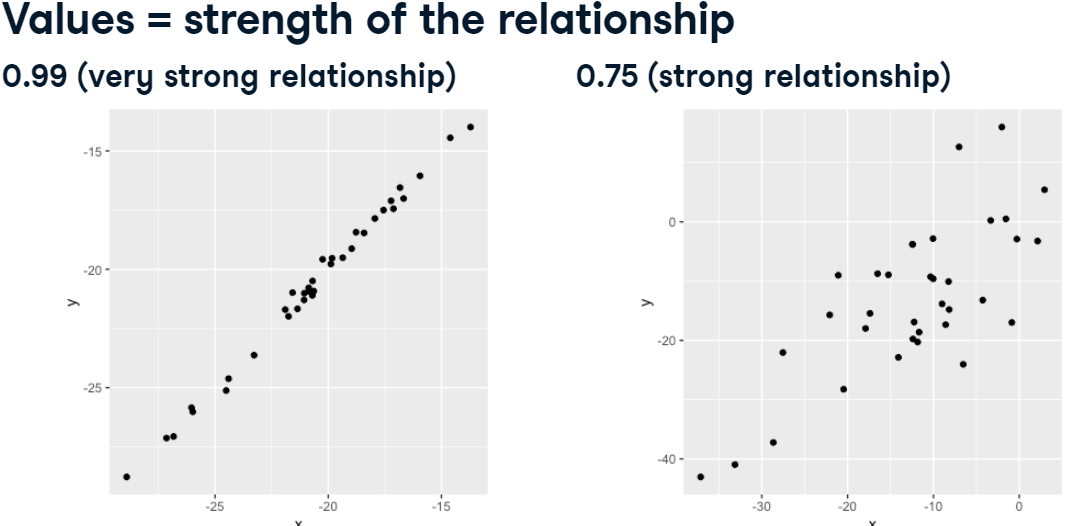 Values = strength of the relationship
0.99 (very strong relationship)
0.75 (strong relationship)
-15
-20
-25
y
-25 -20 -15
x
0
-20
-40
y
-30 -20 -10 0
x